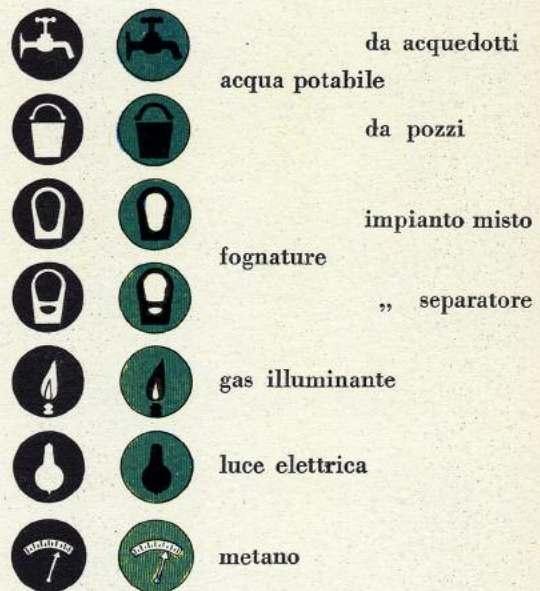 da acquedotti
acqua potabile
da pozzi
impianto misto
fognature
„ separatore
gas illuminante
luce elettrica
metano